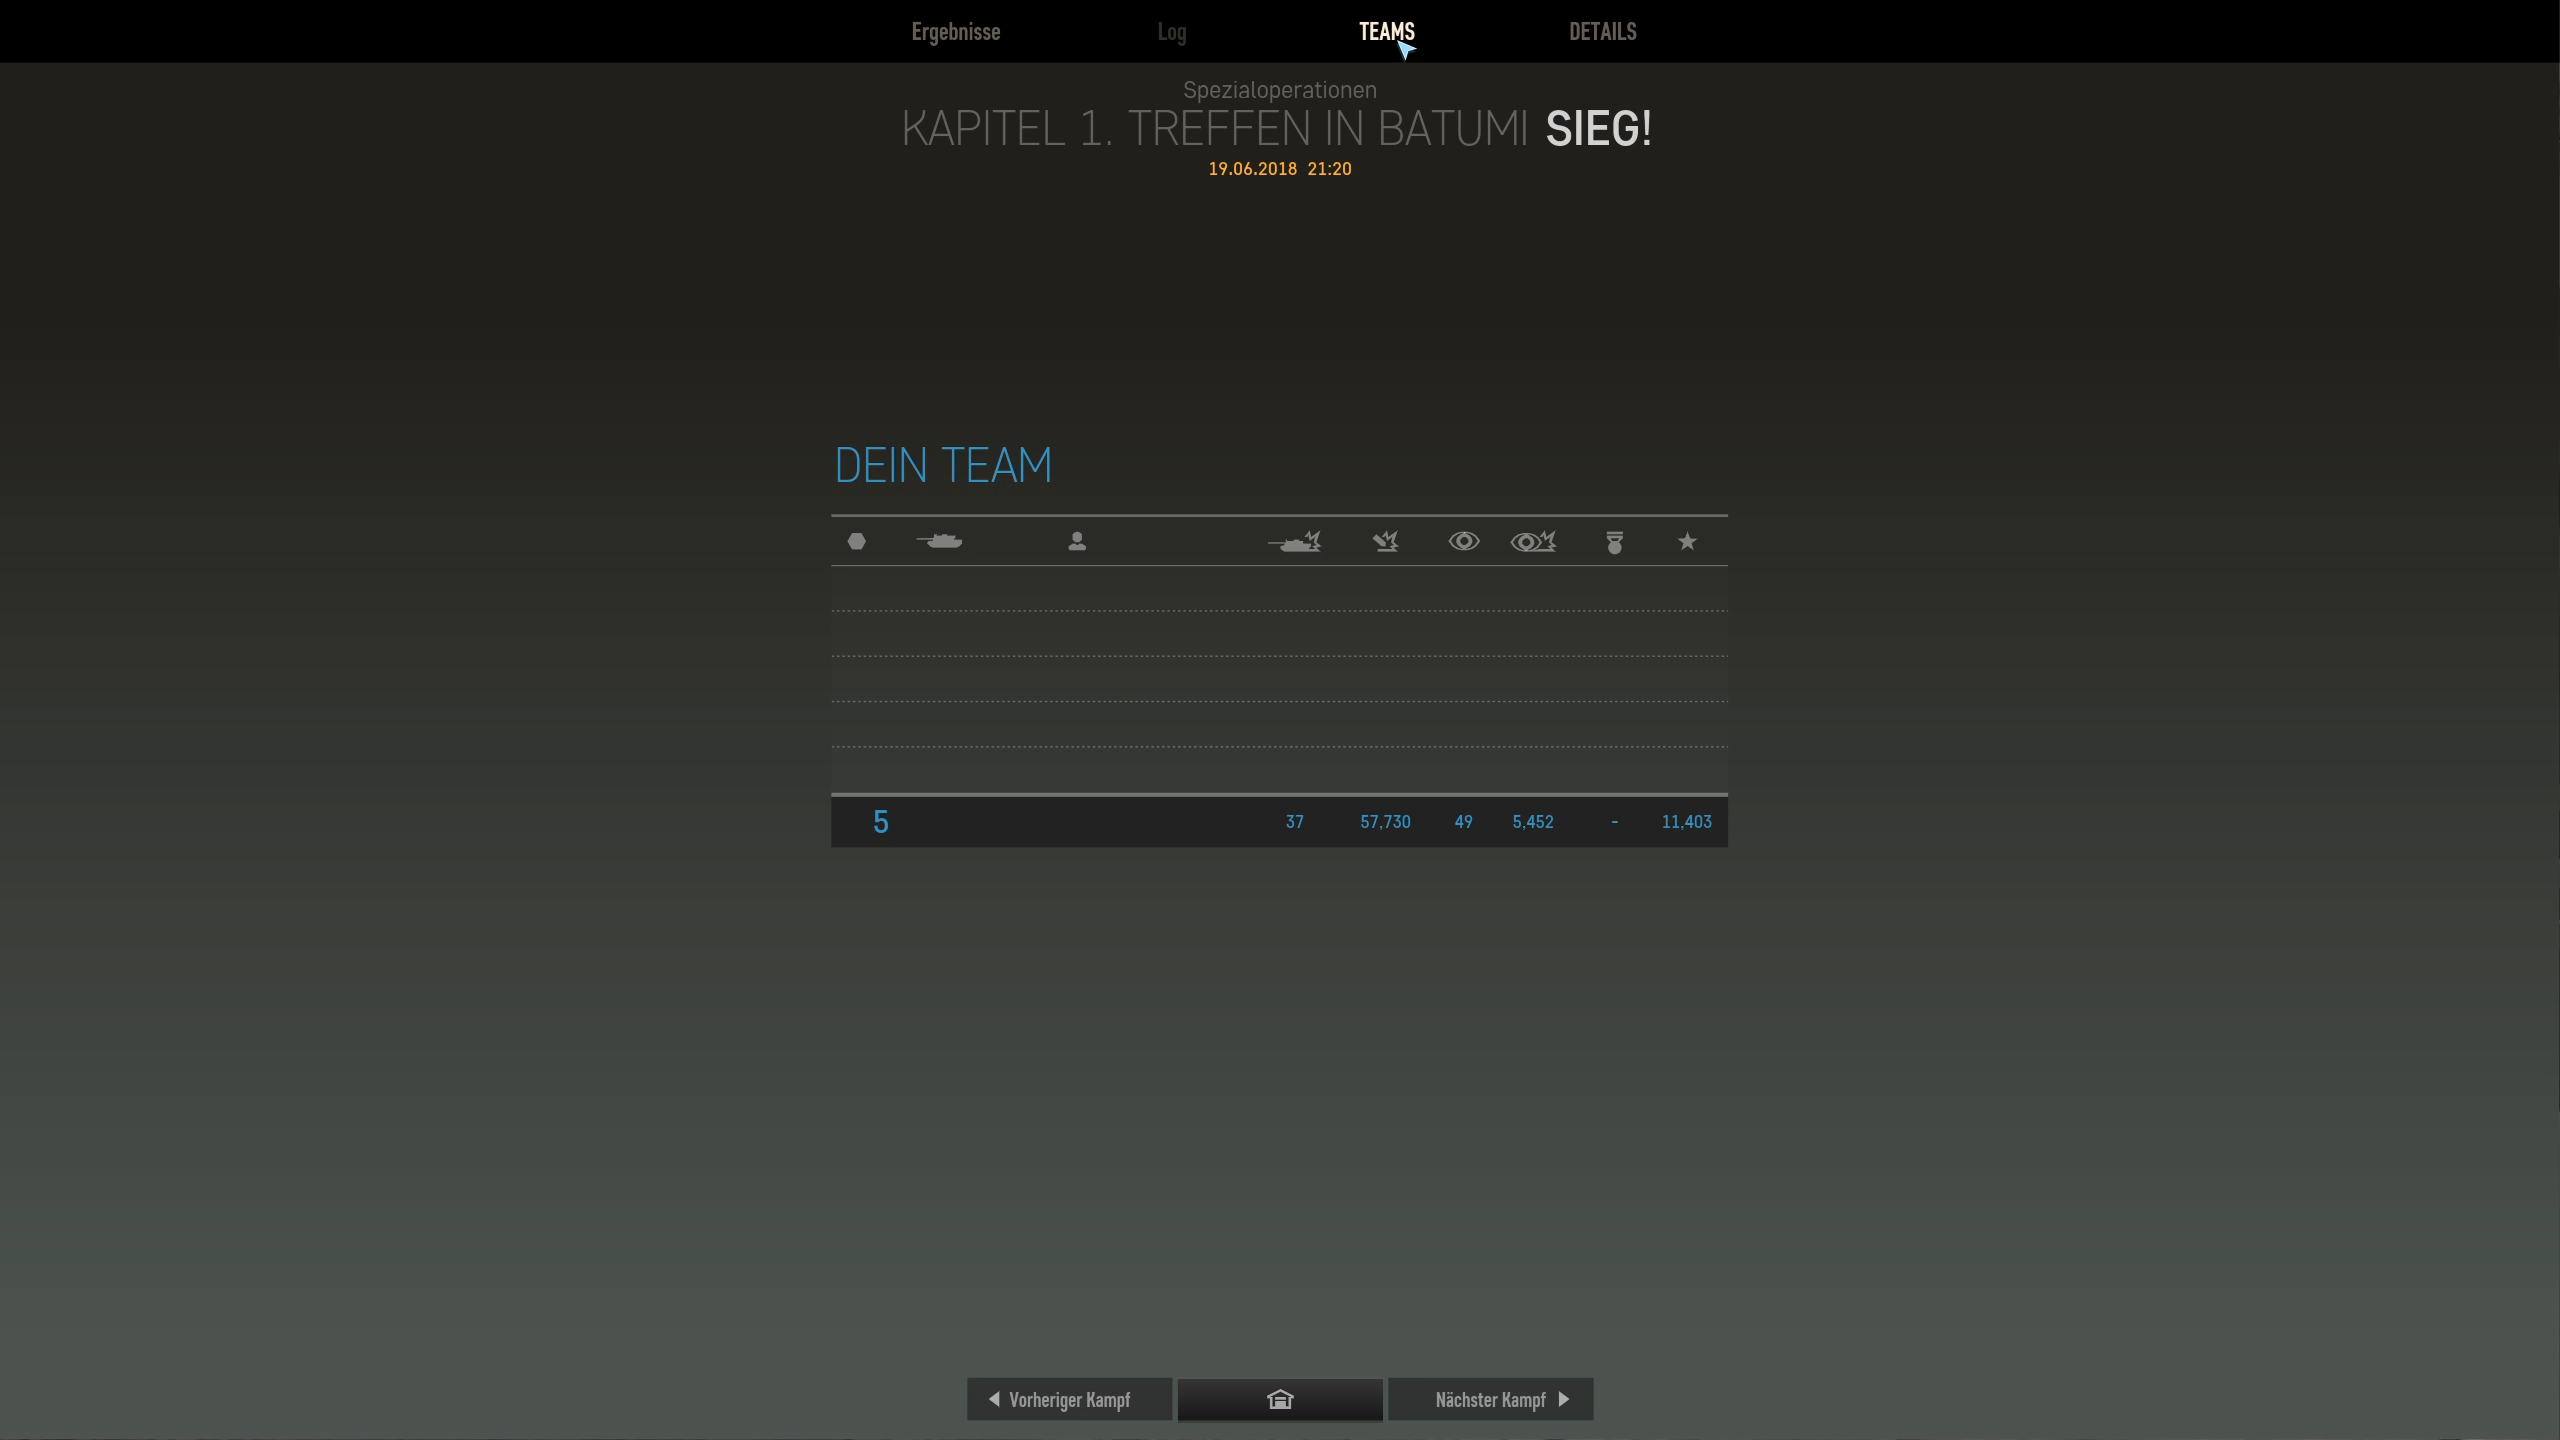 Ergebnisse Log TEAMS DETAILS
Spezialoperationen
KAPITEL 1. TREFFEN IN BATUMI SIEG!
19.06.2018 21:20
DEIN TEAM
5 37 57,730 49 5,452 - 11,403
Vorheriger Kampf Nächster Kampf